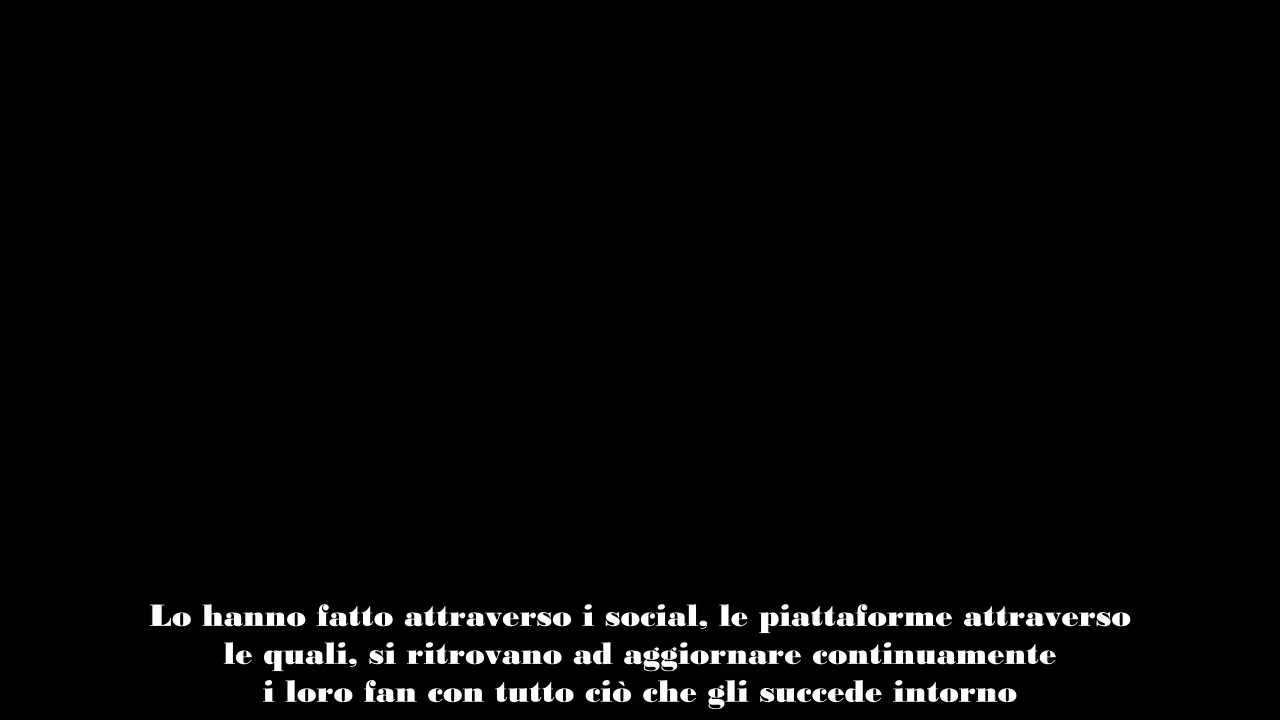 Lo hanno fatto attraverso i social, le piattaforme attraverso
le quali, si ritrovano ad aggiornare continuamente
i loro fan con tutto ciò che gli succede intorno